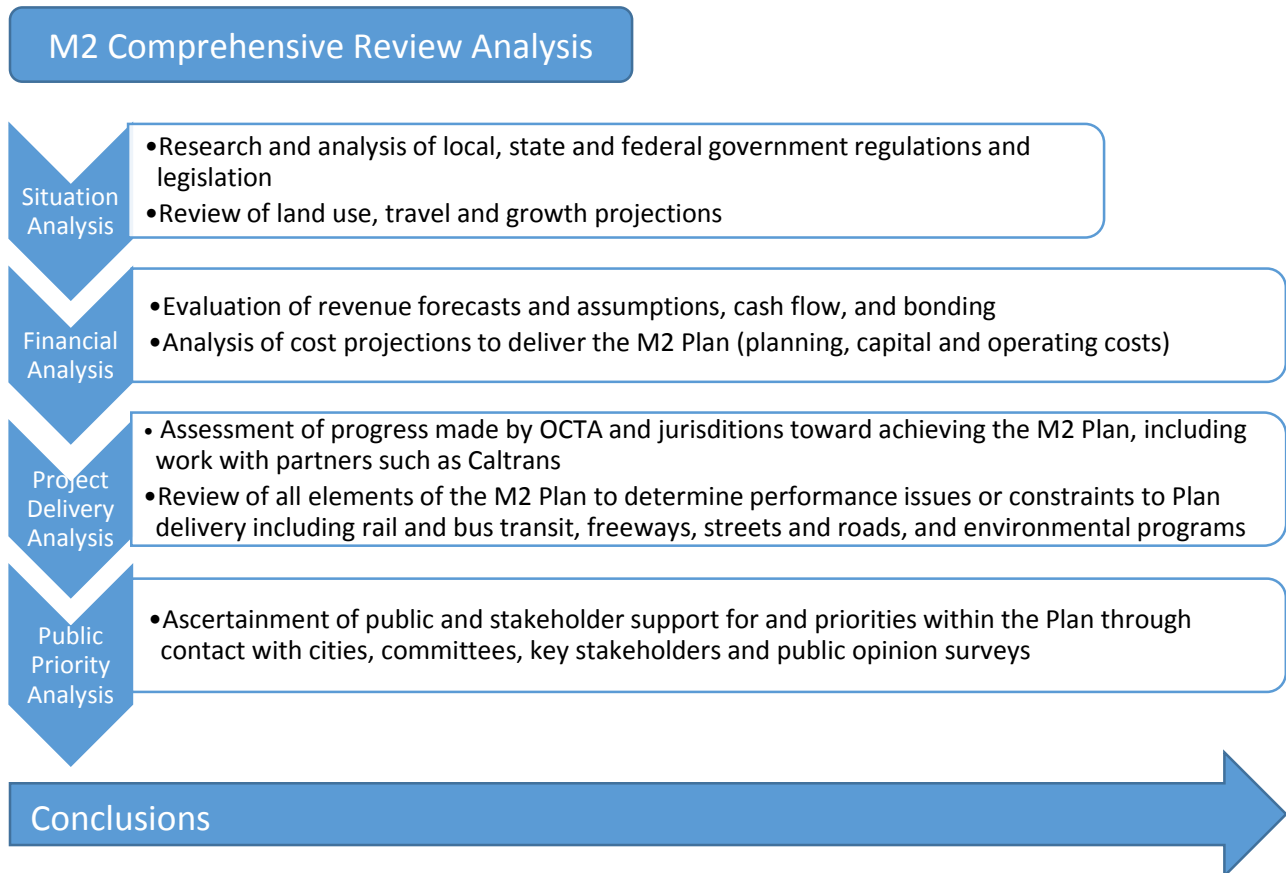 M2 Comprehensive Review Analysis
Situation
Analysis
•Research and analysis of local, state and federal government regulations and
legislation
•Review of land use, travel and growth projections
Financial
Analysis
•Evaluation of revenue forecasts and assumptions, cash flow, and bonding
•Analysis of cost projections to deliver the M2 Plan (planning, capital and operating costs)
Project
Delivery
Analysis
• Assessment of progress made by OCTA and jurisditions toward achieving the M2 Plan, including
work with partners such as Caltrans
•Review of all elements of the M2 Plan to determine performance issues or constraints to Plan
delivery including rail and bus transit, freeways, streets and roads, and environmental programs
Public
Priority
Analysis
•Ascertainment of public and stakeholder support for and priorities within the Plan through
contact with cities, committees, key stakeholders and public opinion surveys
Conclusions